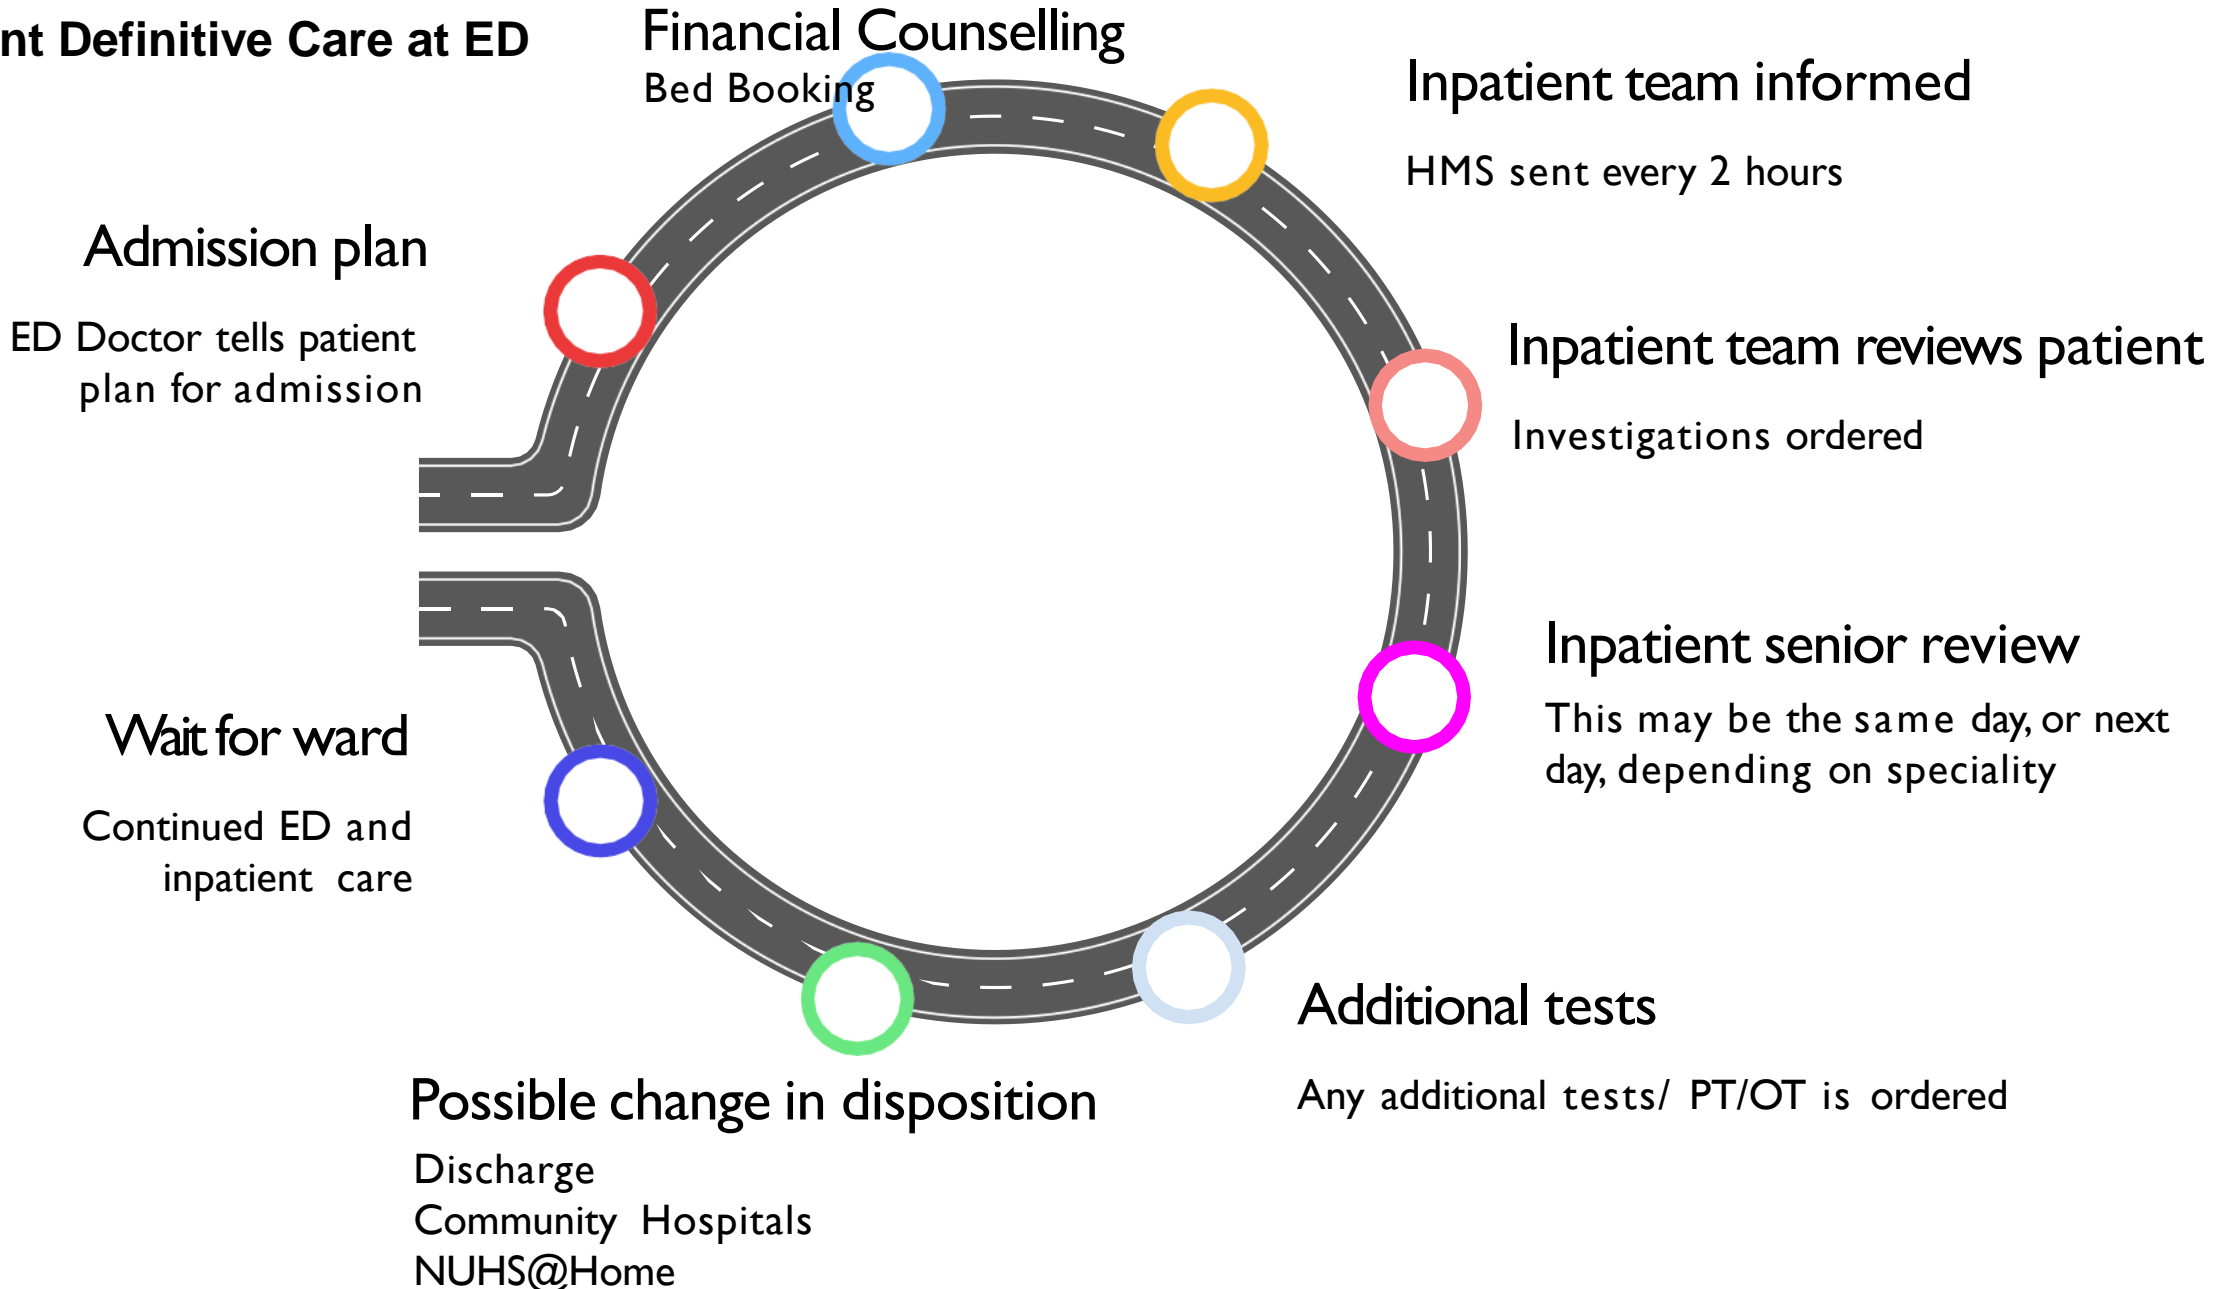 nt Definitive Care at ED
Financial Counselling
Bed Booking
Inpatient team informed
HMS sent every 2 hours
Admission plan
ED Doctor tells patient
plan for admission
Inpatient team reviews patient
Investigations ordered
Inpatient senior review
This may be the same day, or next
day, depending on speciality
Wait for ward
Continued ED and
inpatient care
Additional tests
Any additional tests/ PT/OT is ordered
Possible change in disposition
Discharge
Community Hospitals
NUHS@Home